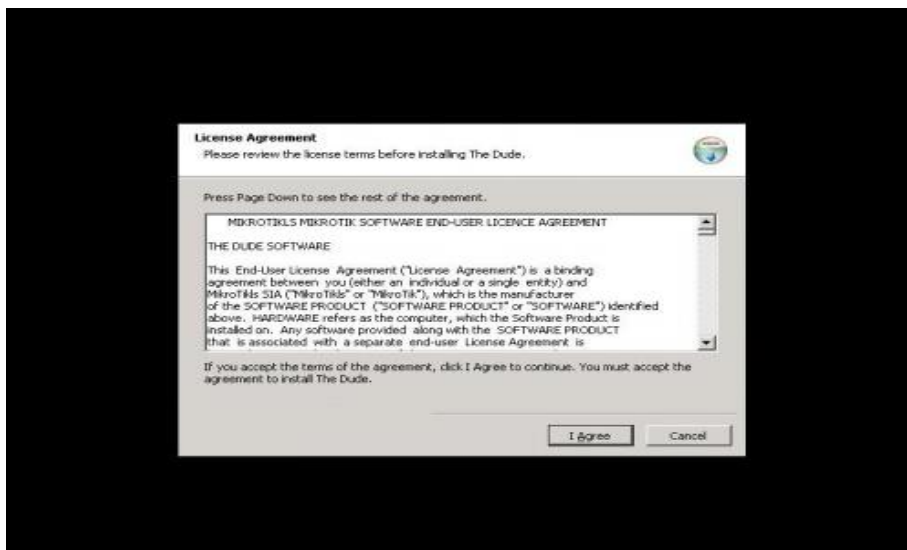 License Agreement
Please review the license terms before installing The Dude.
Press Page Down to see the rest of the agreement.
MIKROTIKLS MIKROTIK SOFTWARE END-USER LICENCE AGREEMENT
THE DUDE SOFTWARE
This End-User License Agreement ("License Agreement") is a binding
agreement between you (either an individual or a single entity) and
MikroTikls SIA ("MikroTikls" or "MikroTik"), which is the manufacturer
of the SOFTWARE PRODUCT ("SOFTWARE PRODUCT" or "SOFTWARE") identified
above. HARDWARE refers as the computer, which the Software Product is
installed on. Any software provided along with the SOFTWARE PRODUCT
that is associated with a separate end-user License Agreement is
If you accept the terms of the agreement, click I Agree to continue. You must accept the
agreement to install The Dude.
I Agree
Cancel